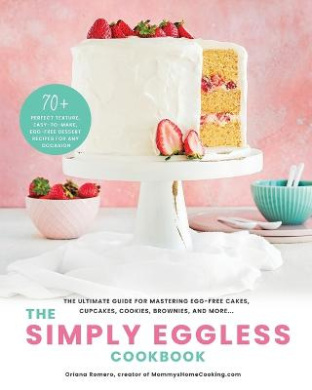 70+
PERFECT TEXTURE,
EASY-TO-MAKE,
EGG-FREE DESSERT
RECIPES FOR ANY
OCCASION
THE ULTIMATE GUIDE FOR MASTERING EGG-FREE CAKES,
CUPCAKES, COOKIES, BROWNIES, AND MORE...
THE
SIMPLY EGGLESS
COOKBOOK
Oriana Romero, creator of MommysHomeCooking.com